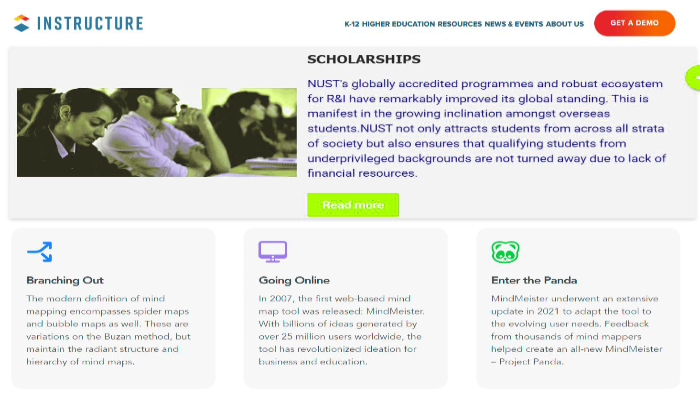 INSTRUCTURE
K-12 HIGHER EDUCATION RESOURCES NEWS & EVENTS ABOUT US
GET A DEMO
SCHOLARSHIPS
NUST's globally accredited programmes and robust ecosystem
for R&I have remarkably improved its global standing. This is
manifest in the growing inclination amongst overseas
students.NUST not only attracts students from across all strata
of society but also ensures that qualifying students from
underprivileged backgrounds are not turned away due to lack of
financial resources.
Read more
Branching Out
The modern definition of mind
mapping encompasses spider maps
and bubble maps as well. These are
variations on the Buzan method, but
maintain the radiant structure and
hierarchy of mind maps.
Going Online
In 2007, the first web-based mind
map tool was released: MindMeister.
With billions of ideas generated by
over 25 million users worldwide, the
tool has revolutionized ideation for
business and education.
Enter the Panda
MindMeister underwent an extensive
update in 2021 to adapt the tool to
the evolving user needs. Feedback
from thousands of mind mappers
helped create an all-new MindMeister
– Project Panda.